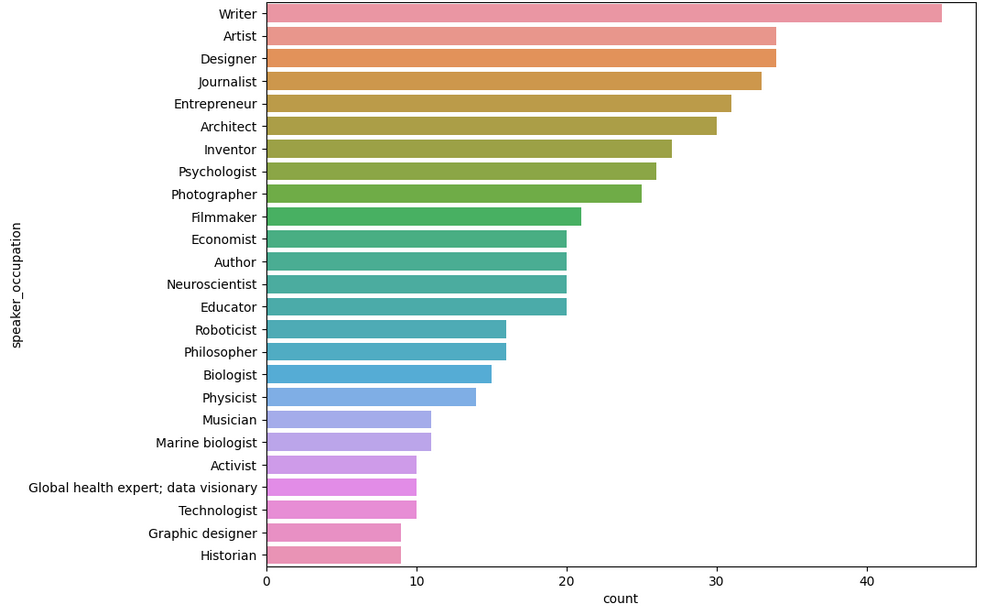 Writer
Artist
Designer
Journalist
Entrepreneur
Architect
Inventor
Psychologist
Photographer
Filmmaker
Economist
Author
Neuroscientist
Educator
Roboticist
Philosopher
Biologist
Physicist
Musician
Marine biologist
Activist
Global health expert; data visionary
Technologist
Graphic designer
Historian
speaker_occupation
0 10 20 30 40
count